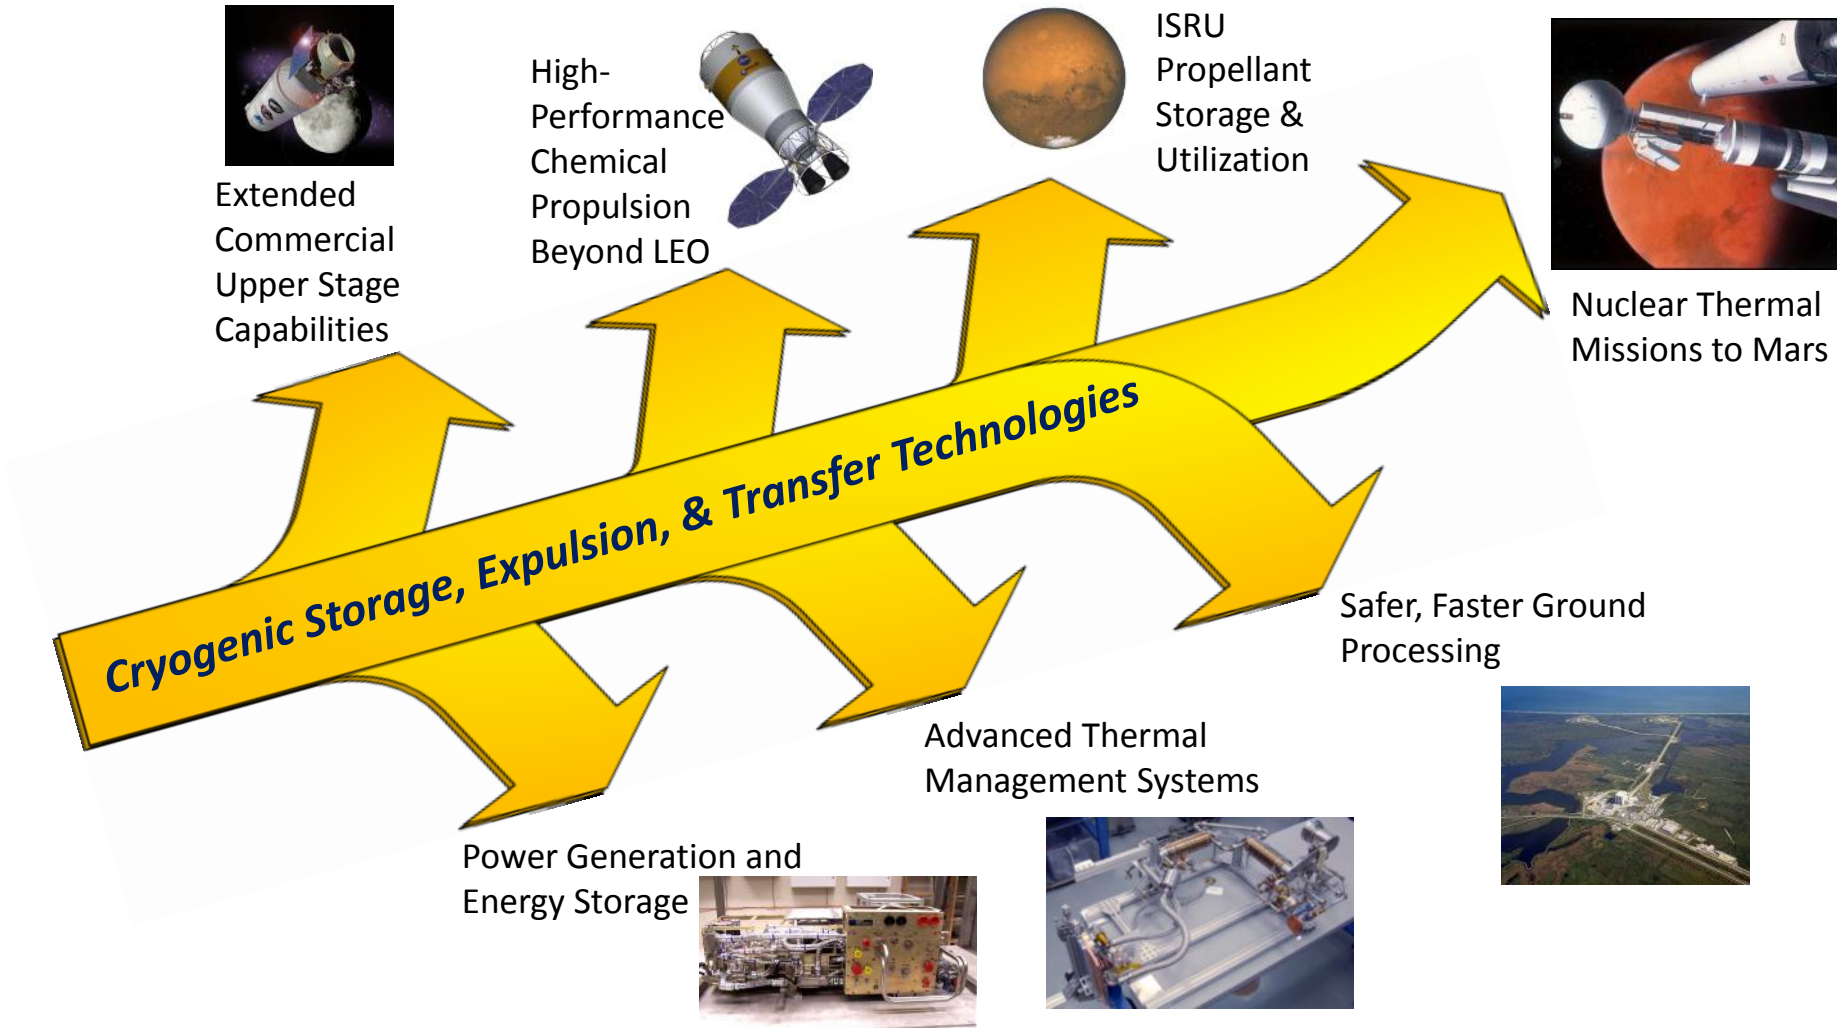 Extended
Commercial
Upper Stage
Capabilities
High-
Performance
Chemical
Propulsion
Beyond LEO
ISRU
Propellant
Storage &
Utilization
Nuclear Thermal
Missions to Mars
Cryogenic Storage, Expulsion, & Transfer Technologies
Safer, Faster Ground
Processing
Advanced Thermal
Management Systems
Power Generation and
Energy Storage